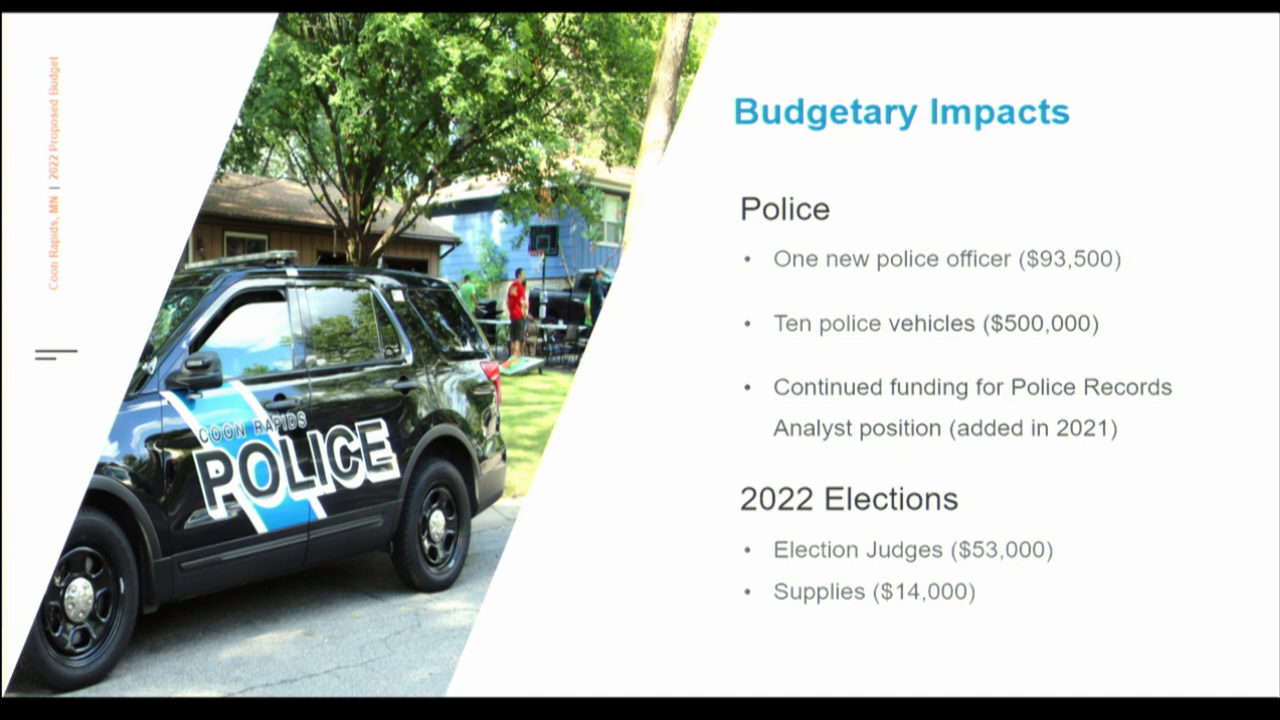 Coon Rapids, MN | 2022 Proposed Budget
Budgetary Impacts
Police
• One new police officer ($93,500)
• Ten police vehicles ($500,000)
• Continued funding for Police Records
Analyst position (added in 2021)
2022 Elections
• Election Judges ($53,000)
• Supplies ($14,000)
COON RAPIDS
POLICE